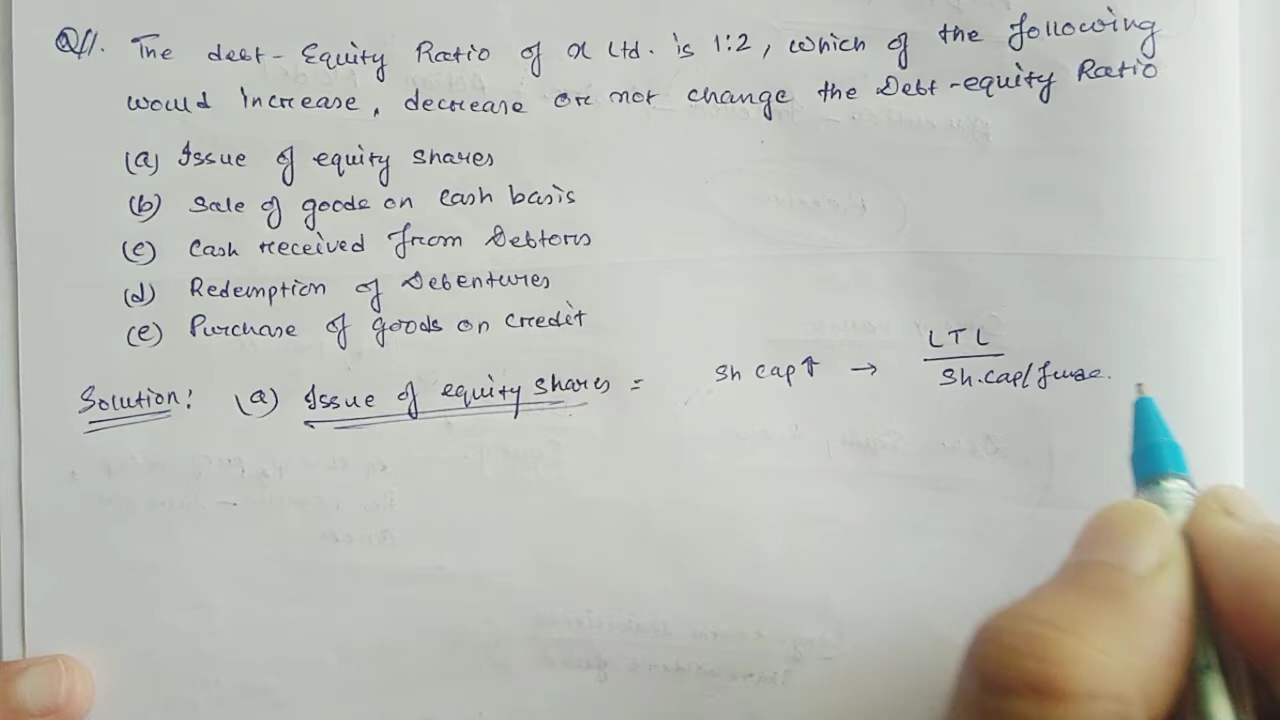 Q11. The debt-Equity Ratio of X Ltd. is 1:2, which of the following
would increase, decrease or not change the Debt-equity Ratio
(a) Issue of equity shares
(b) Sale of goods on cash basis
(c) Cash received from Debtors
(d) Redemption of Debentures
(e) Purchase of goods on credit
Solution: (a) Issue of equity shares = Sh cap↑ → LTL
Sh.cap/